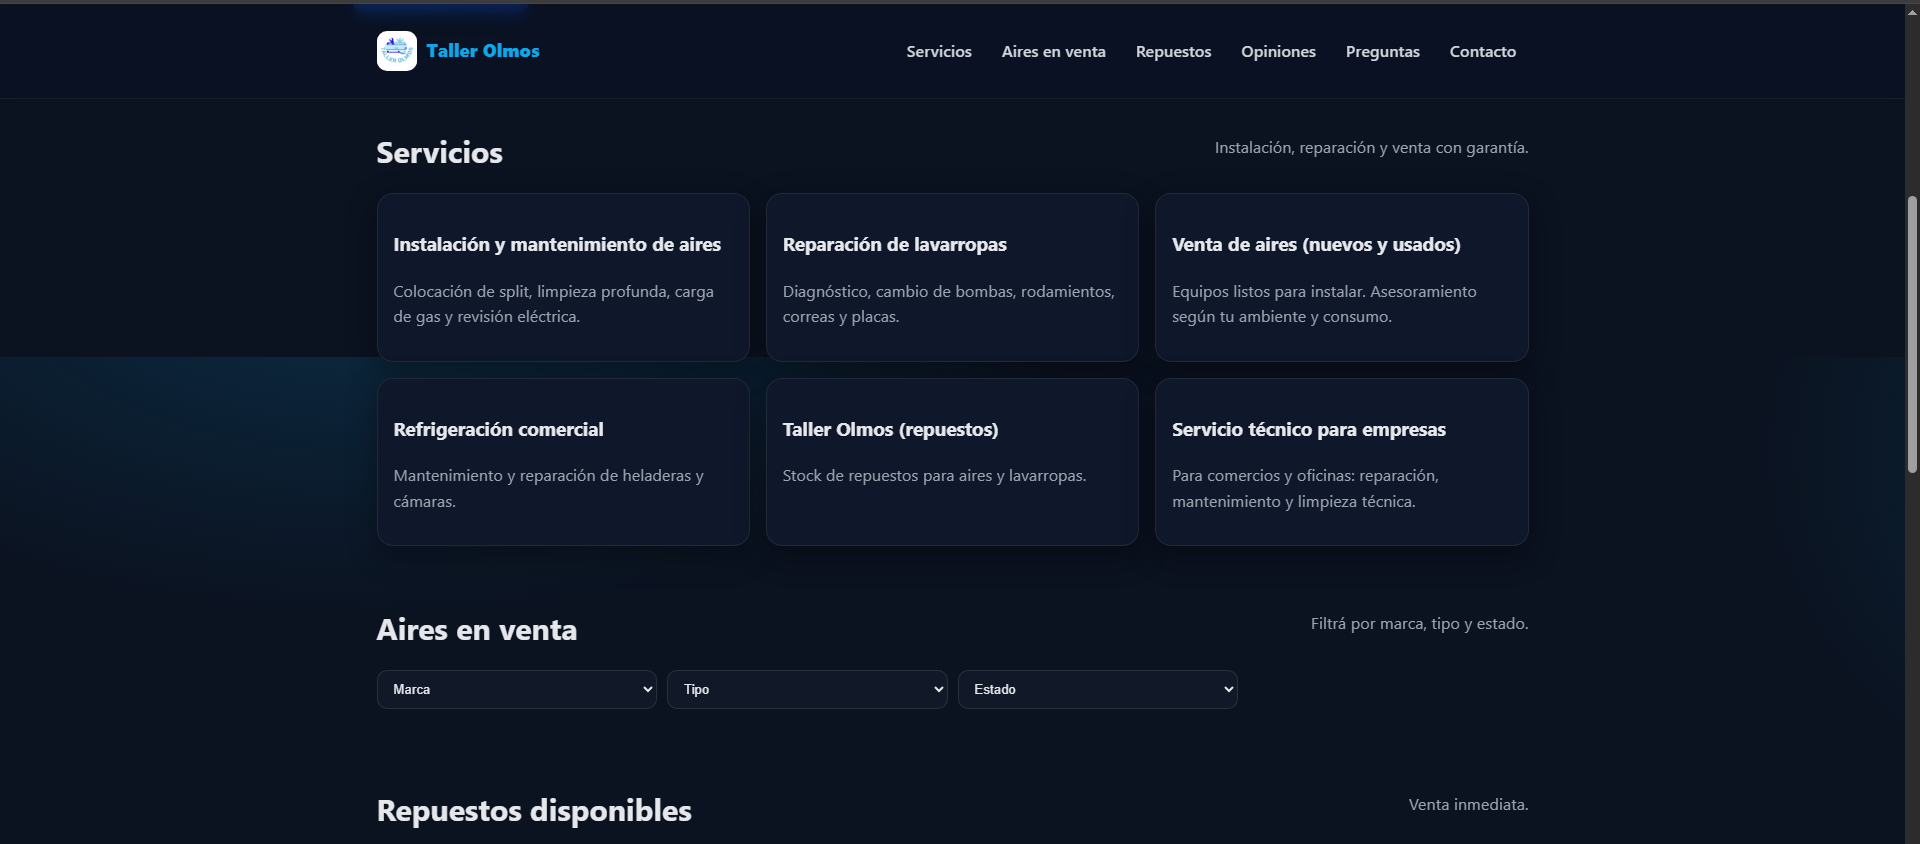 Taller Olmos
Servicios
Aires en venta
Repuestos
Opiniones
Preguntas
Contacto
Servicios
Instalación, reparación y venta con garantía.
Instalación y mantenimiento de aires
Colocación de split, limpieza profunda, carga
de gas y revisión eléctrica.
Reparación de lavarropas
Diagnóstico, cambio de bombas, rodamientos,
correas y placas.
Venta de aires (nuevos y usados)
Equipos listos para instalar. Asesoramiento
según tu ambiente y consumo.
Refrigeración comercial
Mantenimiento y reparación de heladeras y
cámaras.
Taller Olmos (repuestos)
Stock de repuestos para aires y lavarropas.
Servicio técnico para empresas
Para comercios y oficinas: reparación,
mantenimiento y limpieza técnica.
Aires en venta
Filtrá por marca, tipo y estado.
Marca
Tipo
Estado
Repuestos disponibles
Venta inmediata.